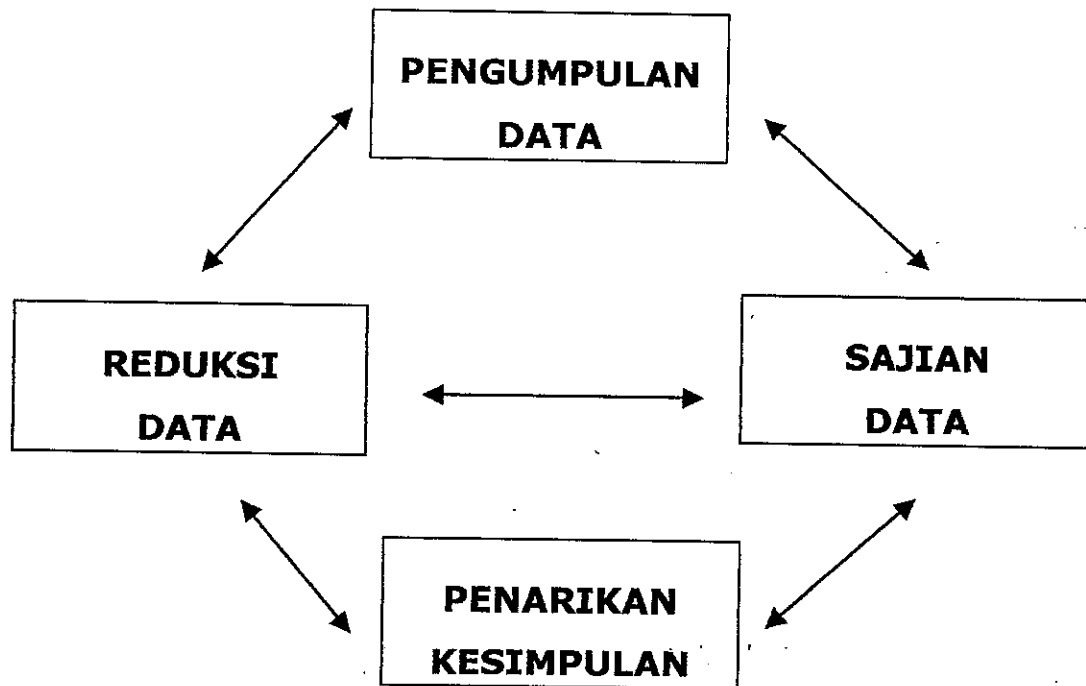 PENGUMPULAN
DATA
REDUKSI
DATA
SAJIAN
DATA
PENARIKAN
KESIMPULAN